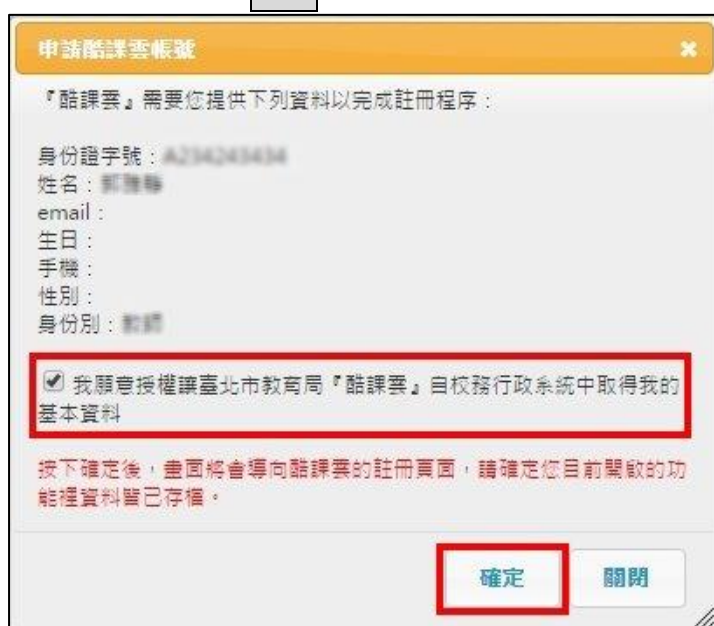 申請酷課雲帳號
『酷課雲』需要您提供下列資料以完成註冊程序：
身份證字號：
姓名：
email：
生日：
手機：
性別：
身份別：
我願意授權讓臺北市教育局『酷課雲』自校務行政系統中取得我的
基本資料
按下確定後，畫面將會導向酷課雲的註冊頁面，請確定您目前開啟的功
能裡資料皆已存檔。
確定 關閉